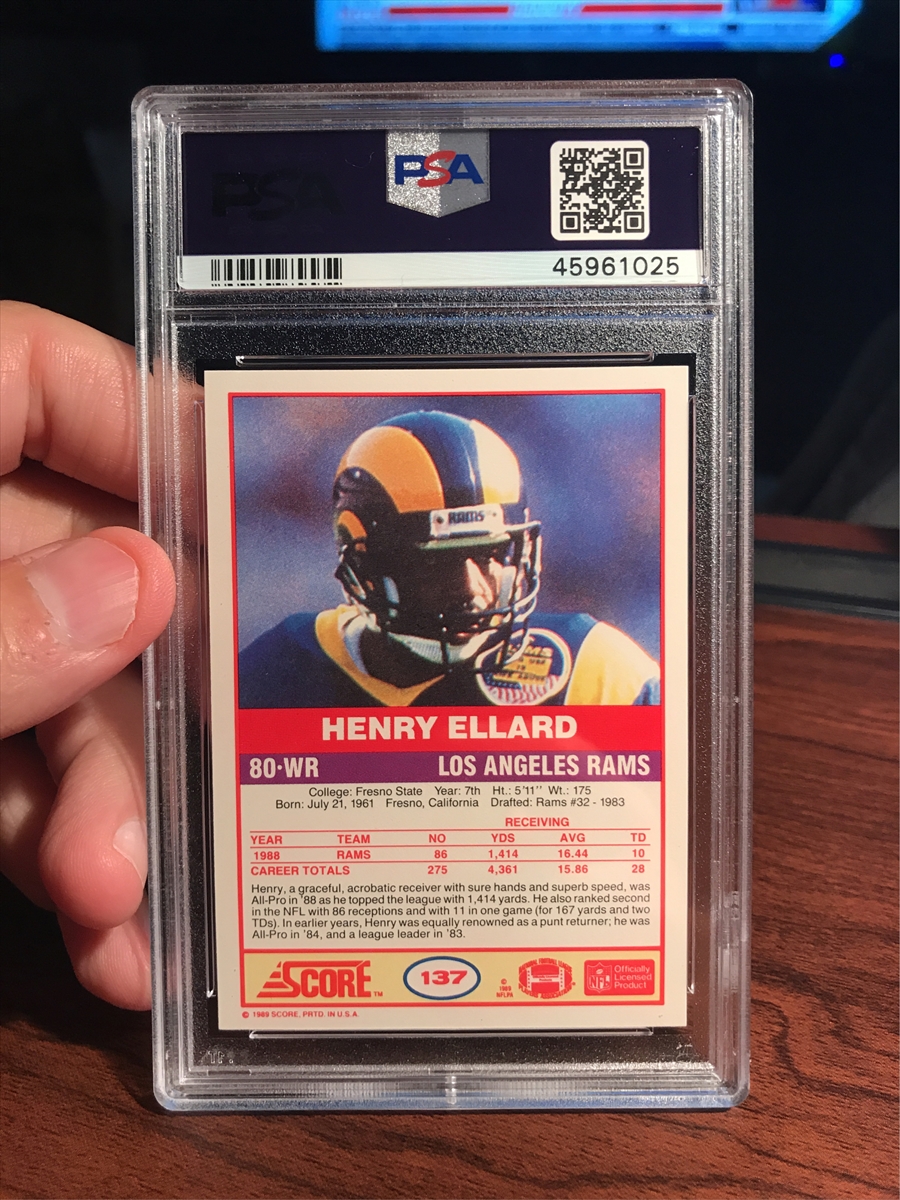 PSA
PSA
45961025
RAMS
HENRY ELLARD
80·WR LOS ANGELES RAMS
College: Fresno State Year: 7th Ht.: 5'11'' Wt.: 175
Born: July 21, 1961 Fresno, California Drafted: Rams #32 - 1983
RECEIVING
YEAR TEAM NO YDS AVG TD
1988 RAMS 86 1,414 16.44 10
CAREER TOTALS 275 4,361 15.86 28
Henry, a graceful, acrobatic receiver with sure hands and superb speed, was
All-Pro in '88 as he topped the league with 1,414 yards. He also ranked second
in the NFL with 86 receptions and with 11 in one game (for 167 yards and two
TDs). In earlier years, Henry was equally renowned as a punt returner; he was
All-Pro in '84, and a league leader in '83.
SCORE™
137
© 1989 NFLPA
NFL
Officially
Licensed
Product
© 1989 SCORE, PRTD. IN U.S.A.